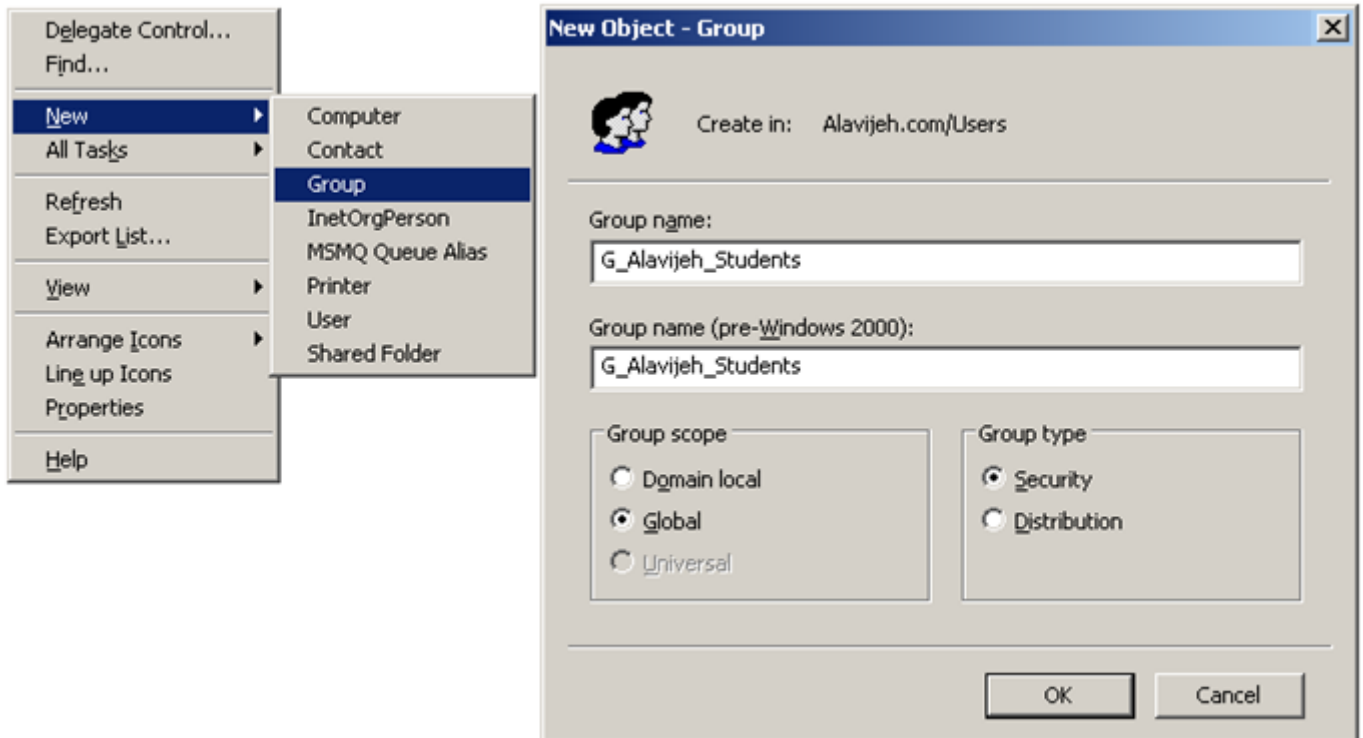 Delegate Control...
Find...
New
All Tasks
Refresh
Export List...
View
Arrange Icons
Line up Icons
Properties
Help
Computer
Contact
Group
InetOrgPerson
MSMQ Queue Alias
Printer
User
Shared Folder
New Object - Group
Create in: Alavijeh.com/Users
Group name:
G_Alavijeh_Students
Group name (pre-Windows 2000):
G_Alavijeh_Students
Group scope
Domain local
Global
Universal
Group type
Security
Distribution
OK Cancel